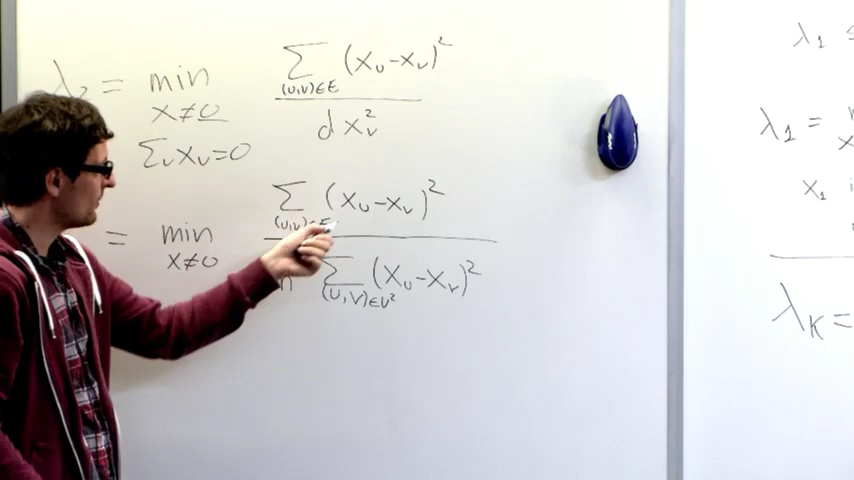 λ₂ = min ∑(u,v)∈E (xᵤ-xᵥ)²
x≠0
d xᵥ²
∑ᵥxᵥ=0
= min ∑(u,v)∈E (xᵤ-xᵥ)²
x≠0
n ∑(u,v)∈V² (xᵤ-xᵥ)²
λ₁ ≤
λ₁ =
x₁
λₖ =